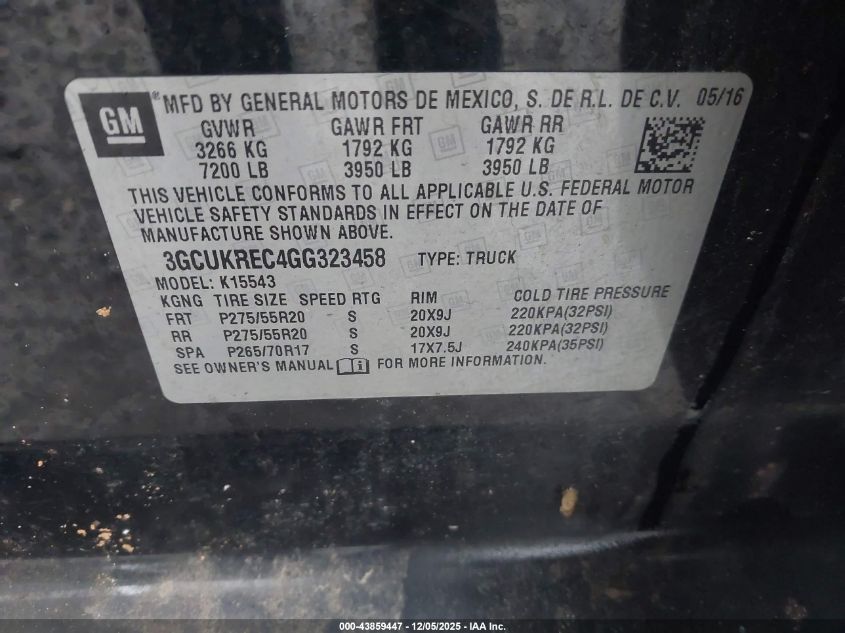 GM ® MFD BY GENERAL MOTORS DE MEXICO, S. DE R.L. DE C.V. 05/16
GVWR GAWR FRT GAWR RR
3266 KG 1792 KG 1792 KG
7200 LB 3950 LB 3950 LB
THIS VEHICLE CONFORMS TO ALL APPLICABLE U.S. FEDERAL MOTOR
VEHICLE SAFETY STANDARDS IN EFFECT ON THE DATE OF
MANUFACTURE SHOWN ABOVE.
3GCUKREC4GG323458 TYPE: TRUCK
MODEL: K15543
KGNG TIRE SIZE SPEED RTG RIM COLD TIRE PRESSURE
FRT P275/55R20 S 20X9J 220KPA(32PSI)
RR P275/55R20 S 20X9J 220KPA(32PSI)
SPA P265/70R17 S 17X7.5J 240KPA(35PSI)
SEE OWNER'S MANUAL FOR MORE INFORMATION.
000-43859447 - 12/05/2025 - IAA Inc.